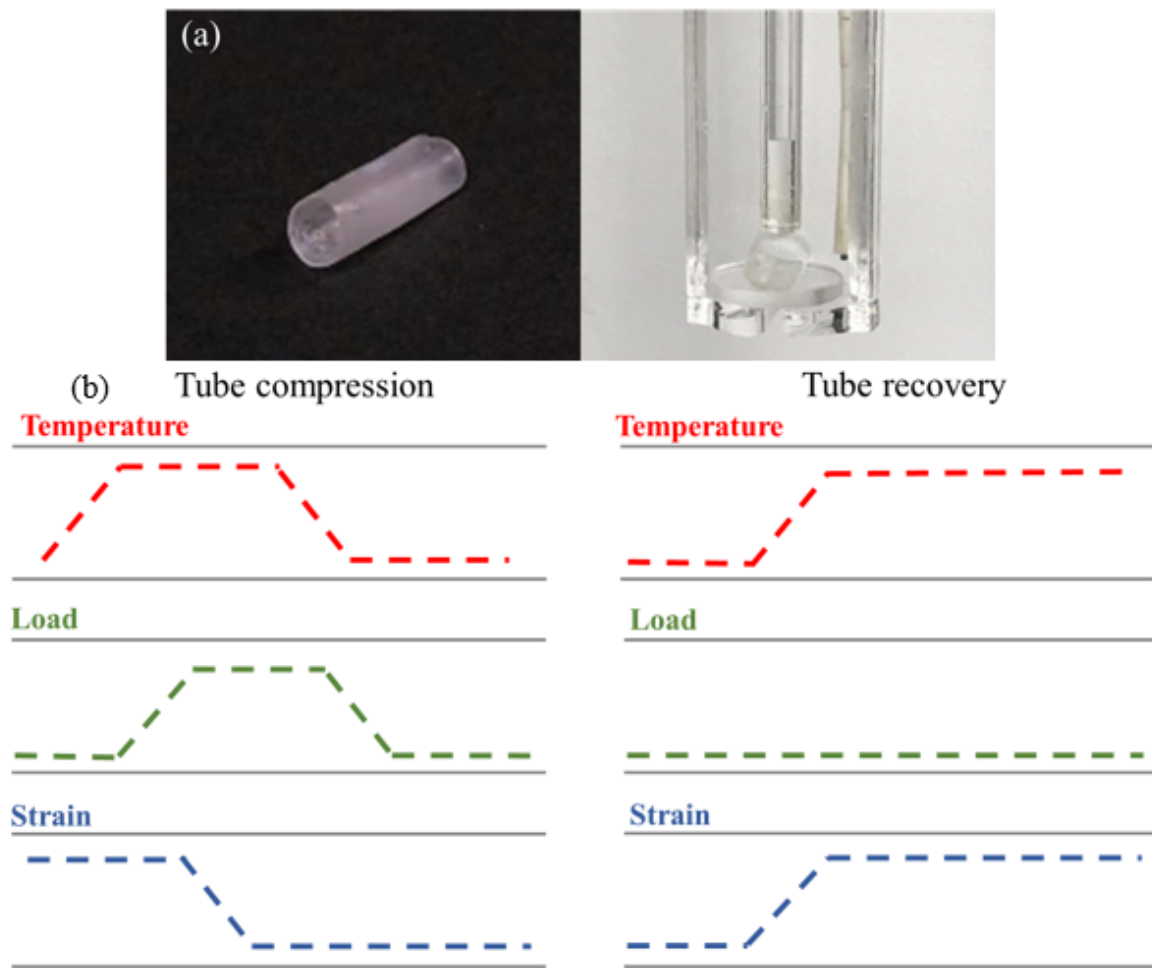 (a)
(b) Tube compression Tube recovery
Temperature Temperature
Load Load
Strain Strain